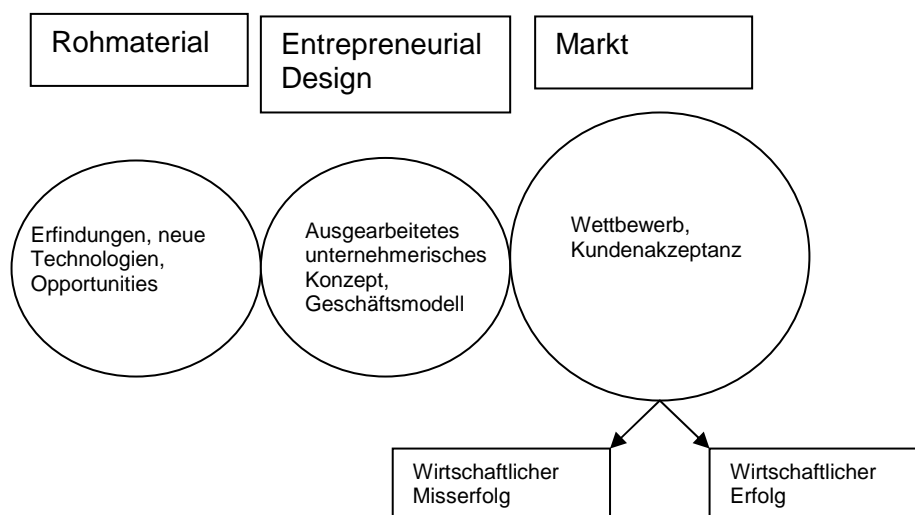 Rohmaterial
Entrepreneurial
Design
Markt
Erfindungen, neue
Technologien,
Opportunities
Ausgearbeitetes
unternehmerisches
Konzept,
Geschäftsmodell
Wettbewerb,
Kundenakzeptanz
Wirtschaftlicher
Misserfolg
Wirtschaftlicher
Erfolg